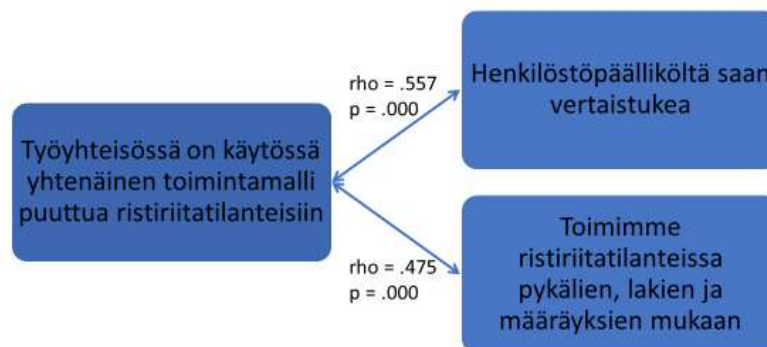 Työyhteisössä on käytössä
yhtenäinen toimintamalli
puuttua ristiriitatilanteisiin
rho = .557
p = .000
Henkilöstöpäälliköltä saan
vertaistukea
rho = .475
p = .000
Toimimme
ristiriitatilanteissa
pykälien, lakien ja
määräyksien mukaan